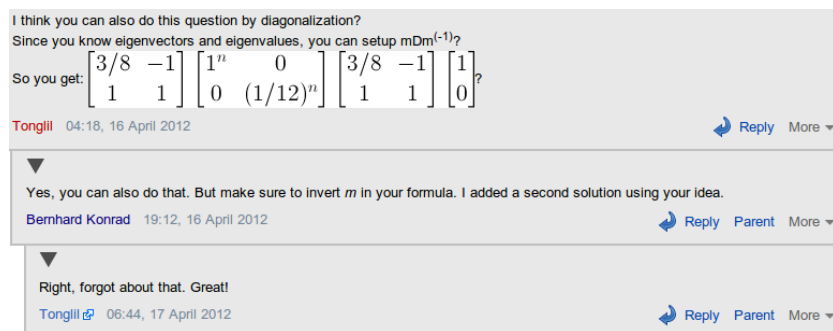 I think you can also do this question by diagonalization?
Since you know eigenvectors and eigenvalues, you can setup mDm^(-1)?
So you get: [3/8 −1; 1 1] [1^n 0; 0 (1/12)^n] [3/8 −1; 1 1] [1; 0]?
Tonglil 04:18, 16 April 2012 Reply More
Yes, you can also do that. But make sure to invert m in your formula. I added a second solution using your idea.
Bernhard Konrad 19:12, 16 April 2012 Reply Parent More
Right, forgot about that. Great!
Tonglil 06:44, 17 April 2012 Reply Parent More